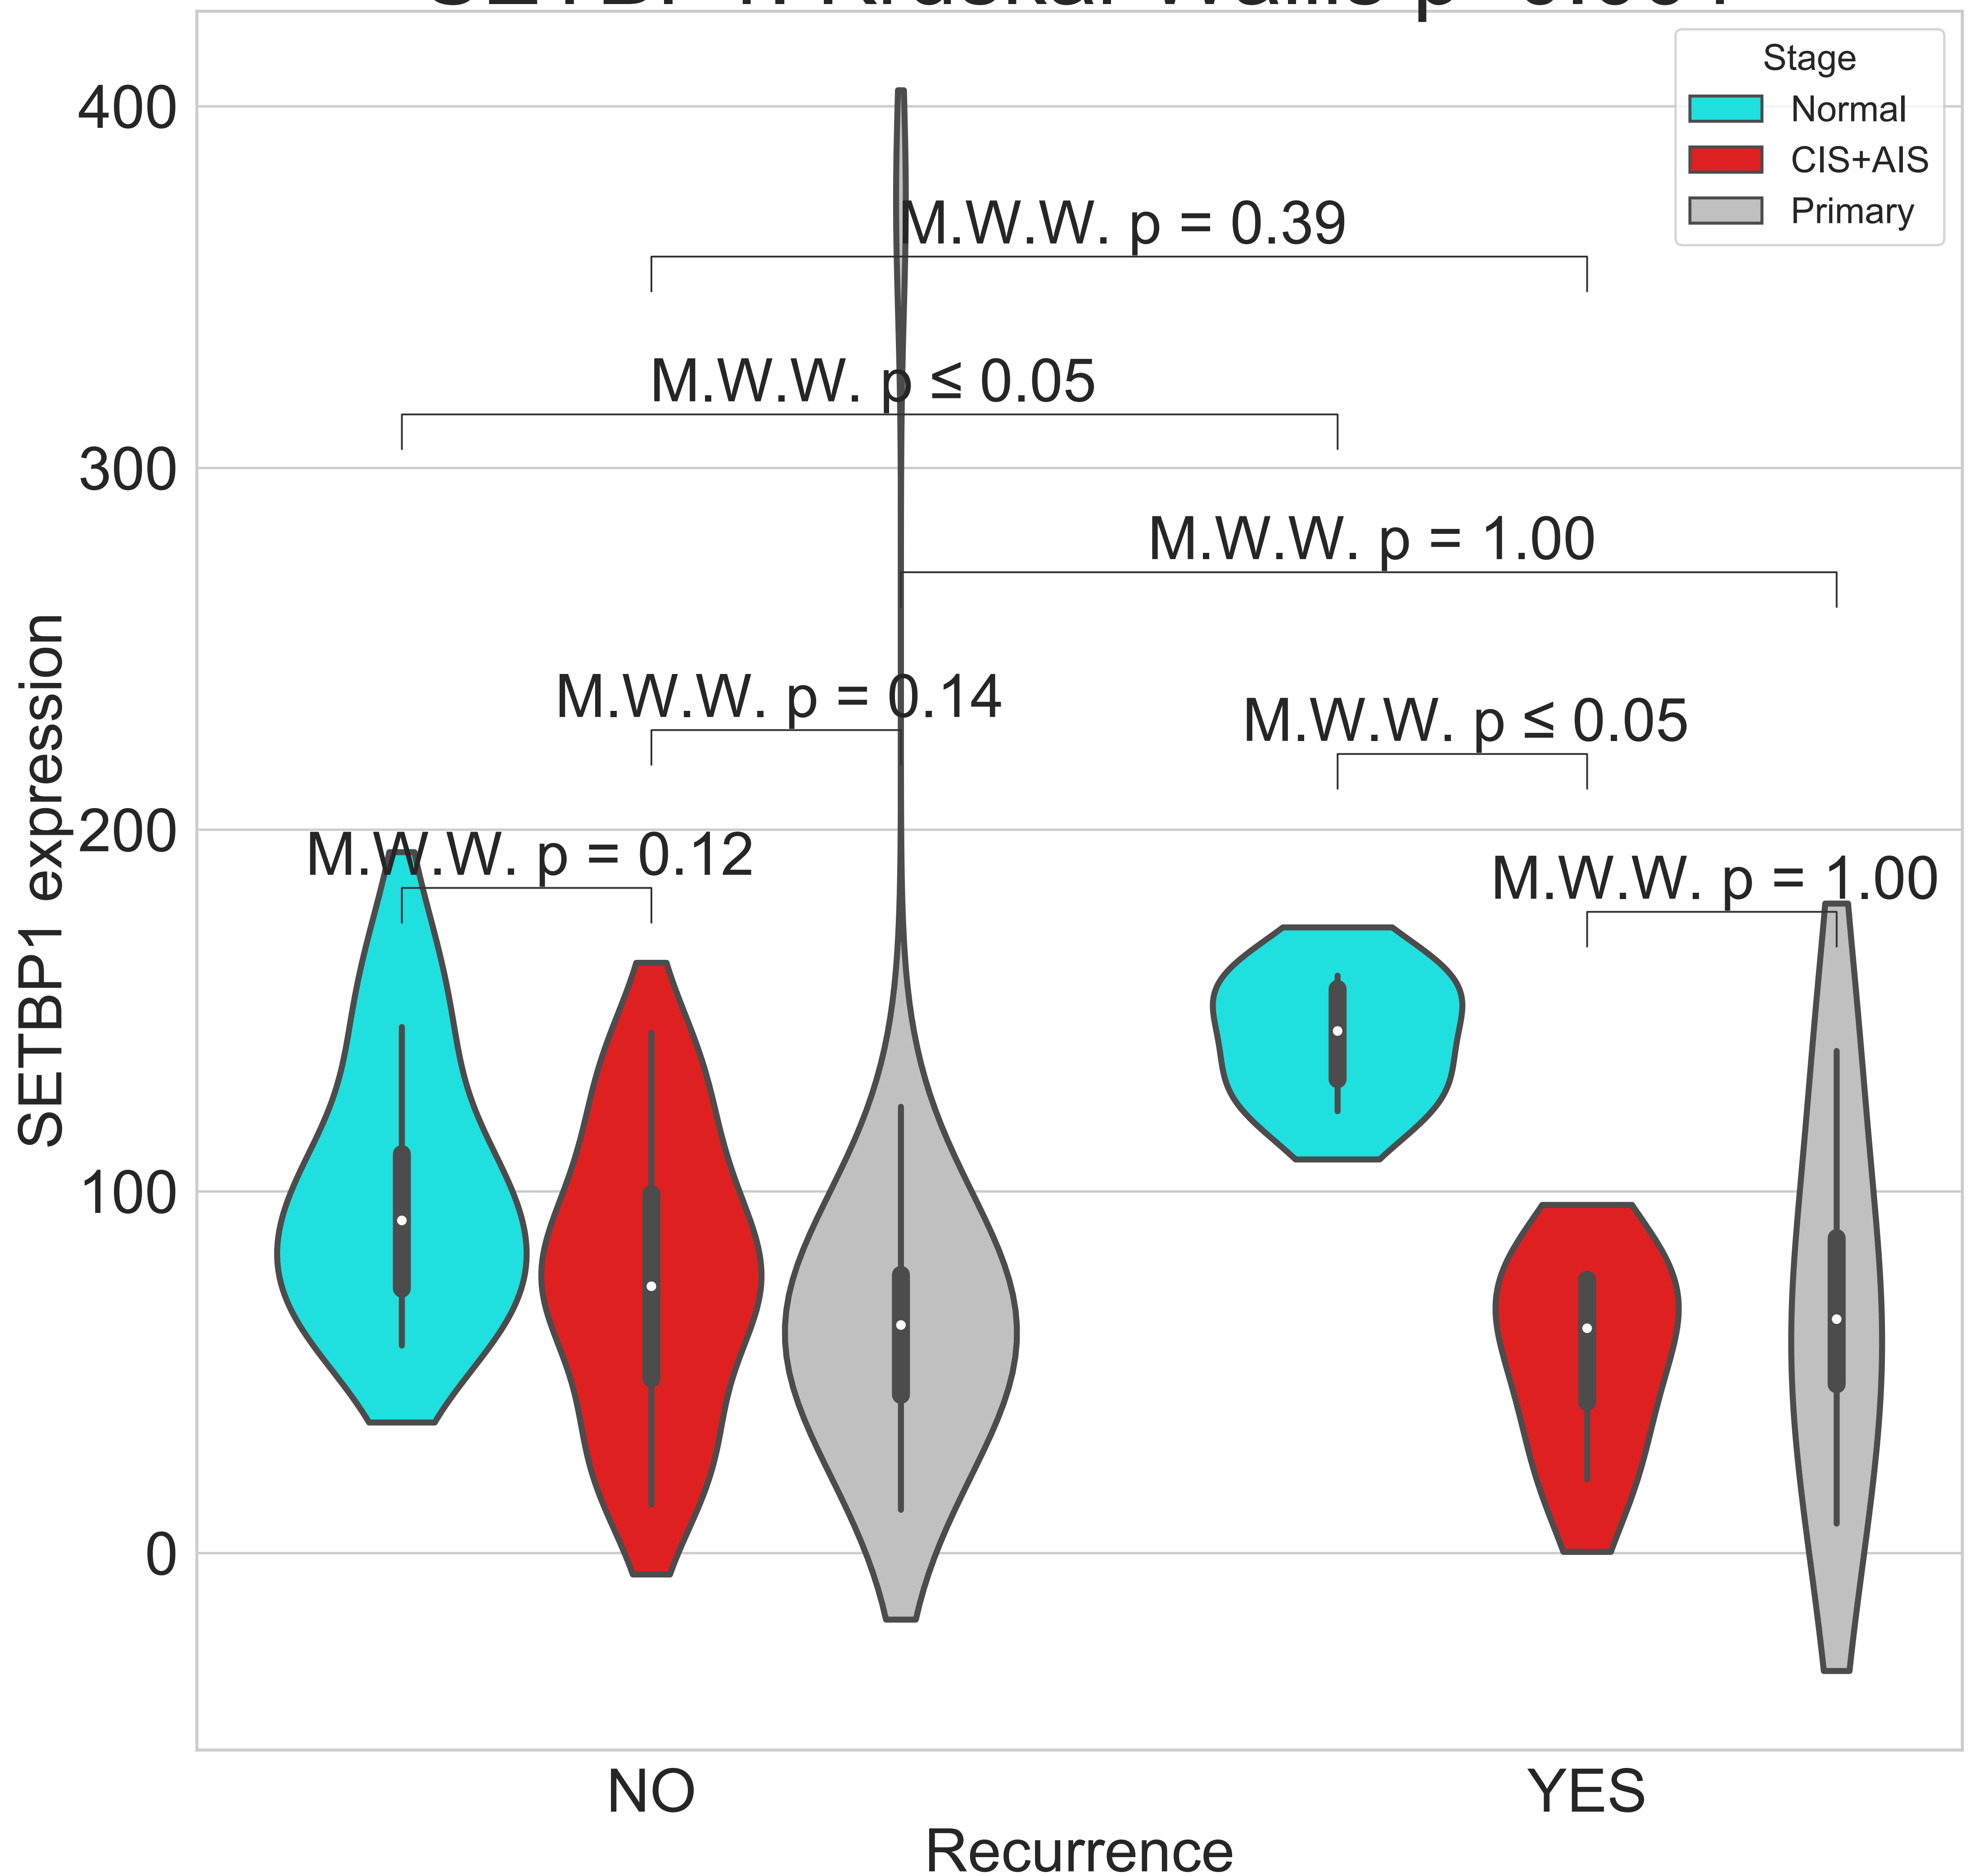 Stage
Normal
CIS+AIS
Primary
400
300
200
100
0
M.W.W. p = 0.39
M.W.W. p ≤ 0.05
M.W.W. p = 1.00
M.W.W. p = 0.14
M.W.W. p ≤ 0.05
M.W.W. p = 0.12
M.W.W. p = 1.00
SETBP1 expression
NO
YES
Recurrence